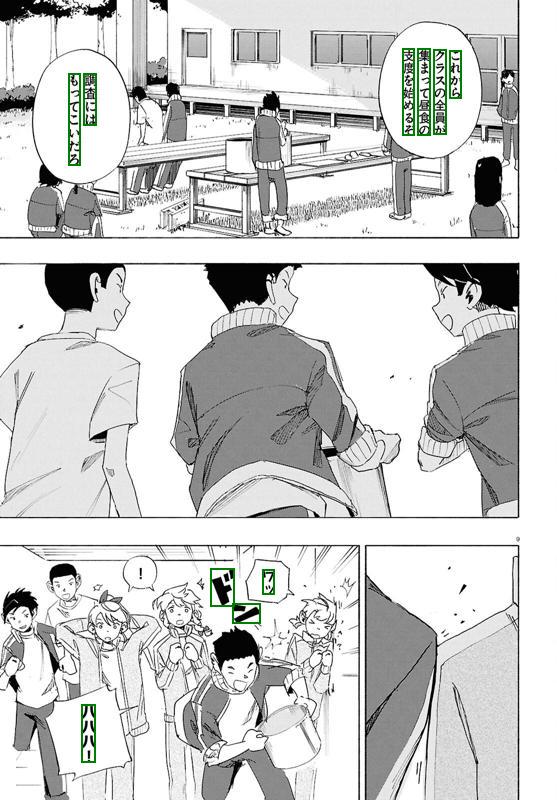 これから
クラスの全員が
集まって昼食の
支度を始めるぞ
調査には
もってこいだろ
9
ワッ
ドン
!
ハハハ!